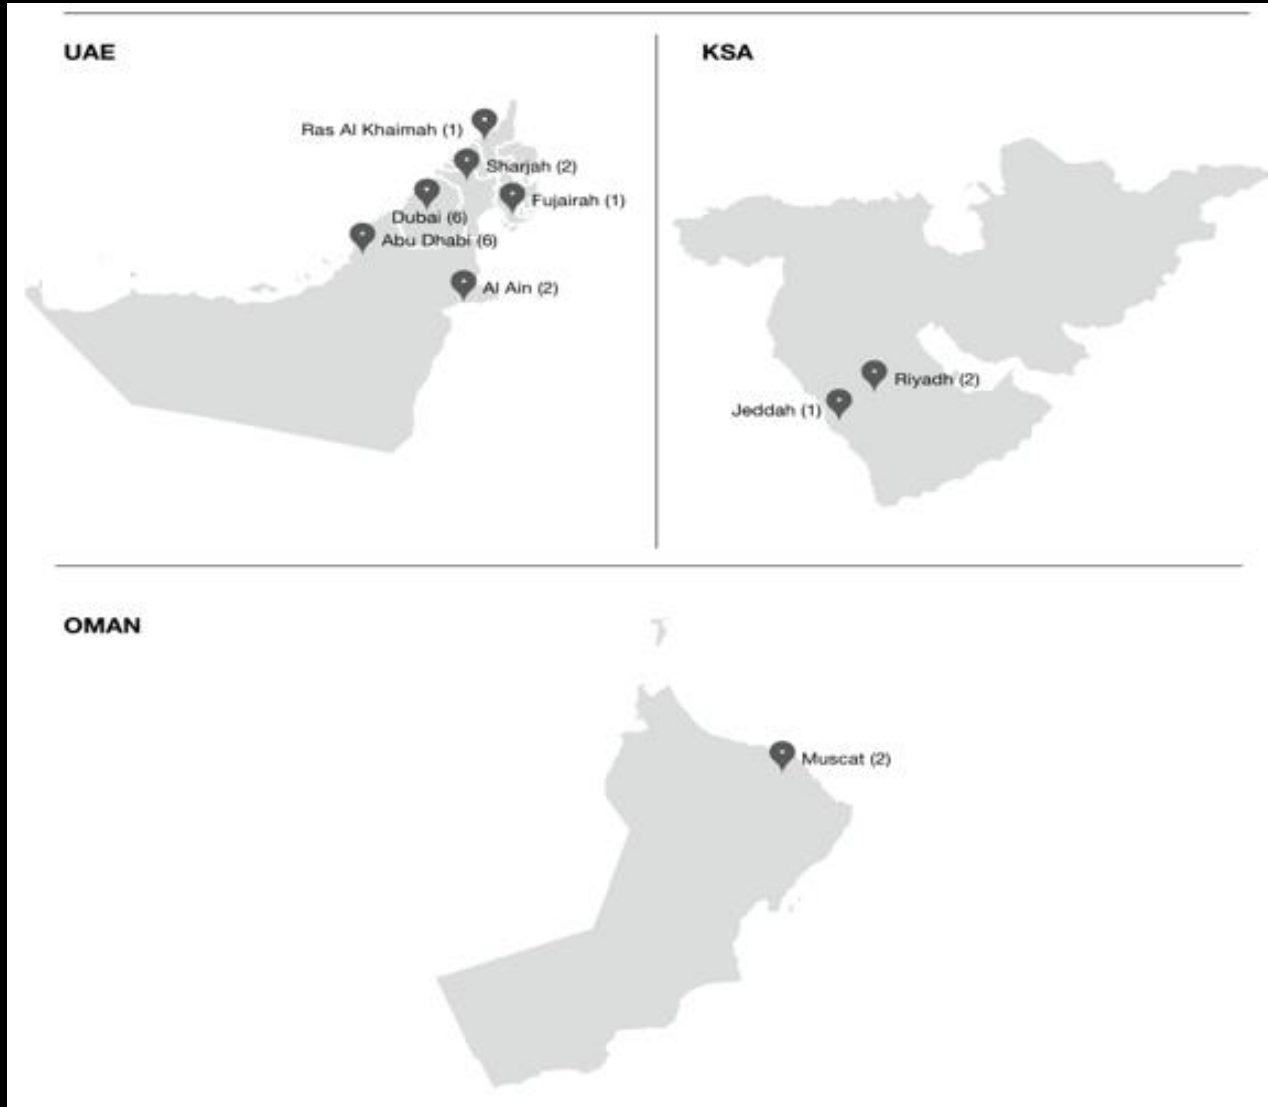 UAE
Ras Al Khaimah (1)
Sharjah (2)
Fujairah (1)
Dubai (6)
Abu Dhabi (6)
Al Ain (2)
KSA
Riyadh (2)
Jeddah (1)
OMAN
Muscat (2)